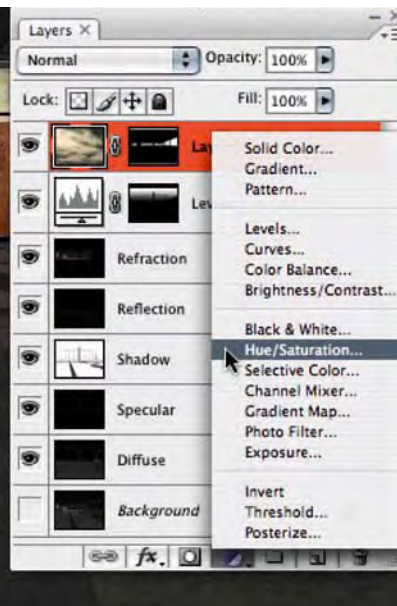 Layers ×
Normal Opacity: 100%
Lock: Fill: 100%
Lay
Lev
Refraction
Reflection
Shadow
Specular
Diffuse
Background
Solid Color...
Gradient...
Pattern...
Levels...
Curves...
Color Balance...
Brightness/Contrast...
Black & White...
Hue/Saturation...
Selective Color...
Channel Mixer...
Gradient Map...
Photo Filter...
Exposure...
Invert
Threshold...
Posterize...
fx.